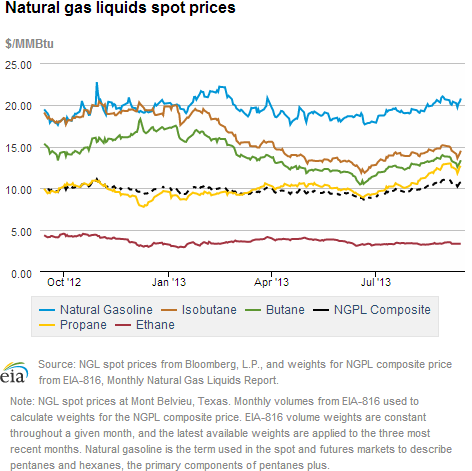 Natural gas liquids spot prices
$/MMBtu
25.00
20.00
15.00
10.00
5.00
0.00
Oct '12
Jan '13
Apr '13
Jul '13
Natural Gasoline
Isobutane
Butane
NGPL Composite
Propane
Ethane
eia
Source: NGL spot prices from Bloomberg, L.P., and weights for NGPL composite price
from EIA-816, Monthly Natural Gas Liquids Report.
Note: NGL spot prices at Mont Belvieu, Texas. Monthly volumes from EIA-816 used to
calculate weights for the NGPL composite price. EIA-816 volume weights are constant
throughout a given month, and the latest available weights are applied to the three most
recent months. Natural gasoline is the term used in the spot and futures markets to describe
pentanes and hexanes, the primary components of pentanes plus.